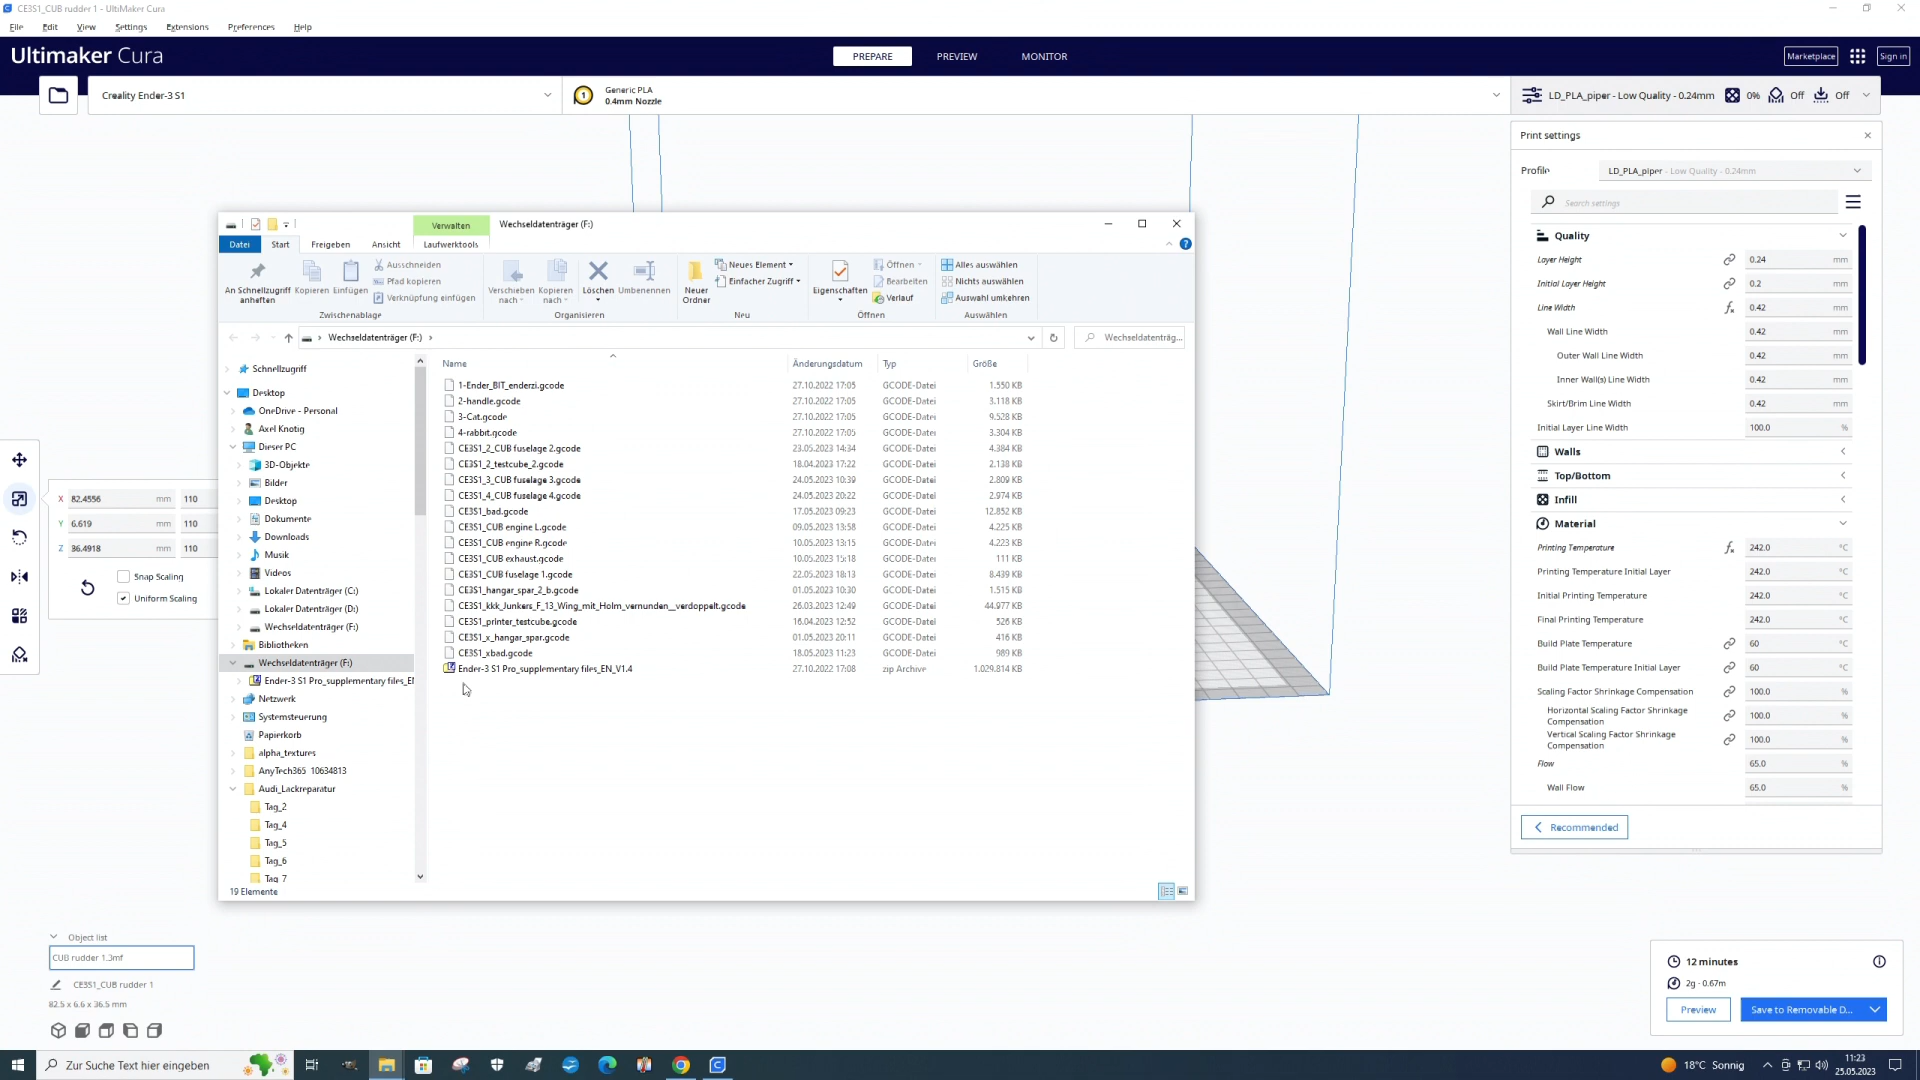 CE3S1_CUB rudder 1 - UltiMaker Cura
File Edit View Settings Extensions Preferences Help
Ultimaker Cura
PREPARE PREVIEW MONITOR
Marketplace Sign in
Creality Ender-3 S1
1
Generic PLA
0.4mm Nozzle
LD_PLA_piper - Low Quality - 0.24mm 0% Off Off
Print settings
Profile LD_PLA_piper - Low Quality - 0.24mm
Search settings
Quality
Layer Height 0.24 mm
Initial Layer Height 0.2 mm
Line Width 0.42 mm
Wall Line Width 0.42 mm
Outer Wall Line Width 0.42 mm
Inner Wall(s) Line Width 0.42 mm
Skirt/Brim Line Width 0.42 mm
Initial Layer Line Width 100.0 %
Walls
Top/Bottom
Infill
Material
Printing Temperature 242.0 °C
Printing Temperature Initial Layer 242.0 °C
Initial Printing Temperature 242.0 °C
Final Printing Temperature 242.0 °C
Build Plate Temperature 60 °C
Build Plate Temperature Initial Layer 60 °C
Scaling Factor Shrinkage Compensation 100.0 %
Horizontal Scaling Factor Shrinkage
Compensation 100.0 %
Vertical Scaling Factor Shrinkage
Compensation 100.0 %
Flow 65.0 %
Wall Flow 65.0 %
Recommended
Verwalten Wechseldatenträger (F:)
Datei Start Freigeben Ansicht Laufwerktools
An Schnellzugriff
anheften
Kopieren Einfügen
Ausschneiden
Pfad kopieren
Verknüpfung einfügen
Zwischenablage
Verschieben
nach
Kopieren
nach
Löschen Umbenennen
Organisieren
Neuer
Ordner
Neues Element
Einfacher Zugriff
Neu
Eigenschaften
Öffnen
Bearbeiten
Verlauf
Öffnen
Alles auswählen
Nichts auswählen
Auswahl umkehren
Auswählen
Wechseldatenträger (F:) Wechseldatenträg...
Schnellzugriff
Desktop
OneDrive - Personal
Axel Knotig
Dieser PC
3D-Objekte
Bilder
Desktop
Dokumente
Downloads
Musik
Videos
Lokaler Datenträger (C:)
Lokaler Datenträger (D:)
Wechseldatenträger (F:)
Bibliotheken
Wechseldatenträger (F:)
Ender-3 S1 Pro_supplementary files_EN
Netzwerk
Systemsteuerung
Papierkorb
alpha_textures
AnyTech365 10634813
Audi_Lackreparatur
Tag_2
Tag_4
Tag_5
Tag_6
Tag_7
Name Änderungsdatum Typ Größe
1-Ender_BIT_enderzi.gcode 27.10.2022 17:05 GCODE-Datei 1.550 KB
2-handle.gcode 27.10.2022 17:05 GCODE-Datei 3.118 KB
3-Cat.gcode 27.10.2022 17:05 GCODE-Datei 9.528 KB
4-rabbit.gcode 27.10.2022 17:05 GCODE-Datei 3.304 KB
CE3S1_2_CUB fuselage 2.gcode 23.05.2023 14:34 GCODE-Datei 4.384 KB
CE3S1_2_testcube_2.gcode 18.04.2023 17:22 GCODE-Datei 2.138 KB
CE3S1_3_CUB fuselage 3.gcode 24.05.2023 10:39 GCODE-Datei 2.809 KB
CE3S1_4_CUB fuselage 4.gcode 24.05.2023 20:22 GCODE-Datei 2.974 KB
CE3S1_bad.gcode 17.05.2023 09:23 GCODE-Datei 12.852 KB
CE3S1_CUB engine L.gcode 09.05.2023 13:58 GCODE-Datei 4.225 KB
CE3S1_CUB engine R.gcode 10.05.2023 13:15 GCODE-Datei 4.223 KB
CE3S1_CUB exhaust.gcode 10.05.2023 15:18 GCODE-Datei 111 KB
CE3S1_CUB fuselage 1.gcode 22.05.2023 18:13 GCODE-Datei 8.439 KB
CE3S1_hangar_spar_2_b.gcode 01.05.2023 10:30 GCODE-Datei 1.515 KB
CE3S1_kkk_Junkers_F_13_Wing_mit_Holm_vernunden__verdoppelt.gcode 26.03.2023 12:49 GCODE-Datei 44.977 KB
CE3S1_printer_testcube.gcode 16.04.2023 12:52 GCODE-Datei 526 KB
CE3S1_x_hangar_spar.gcode 01.05.2023 20:11 GCODE-Datei 416 KB
CE3S1_xbad.gcode 18.05.2023 11:23 GCODE-Datei 989 KB
Ender-3 S1 Pro_supplementary files_EN_V1.4 27.10.2022 17:08 zip Archive 1.029.814 KB
19 Elemente
X 82.4556 mm 110
Y 6.619 mm 110
Z 36.4918 mm 110
Snap Scaling
Uniform Scaling
Object list
CUB rudder 1.3mf
CE3S1_CUB rudder 1
82.5 x 6.6 x 36.5 mm
12 minutes
2g · 0.67m
Preview Save to Removable D...
Zur Suche Text hier eingeben
18°C Sonnig
11:23
25.05.2023